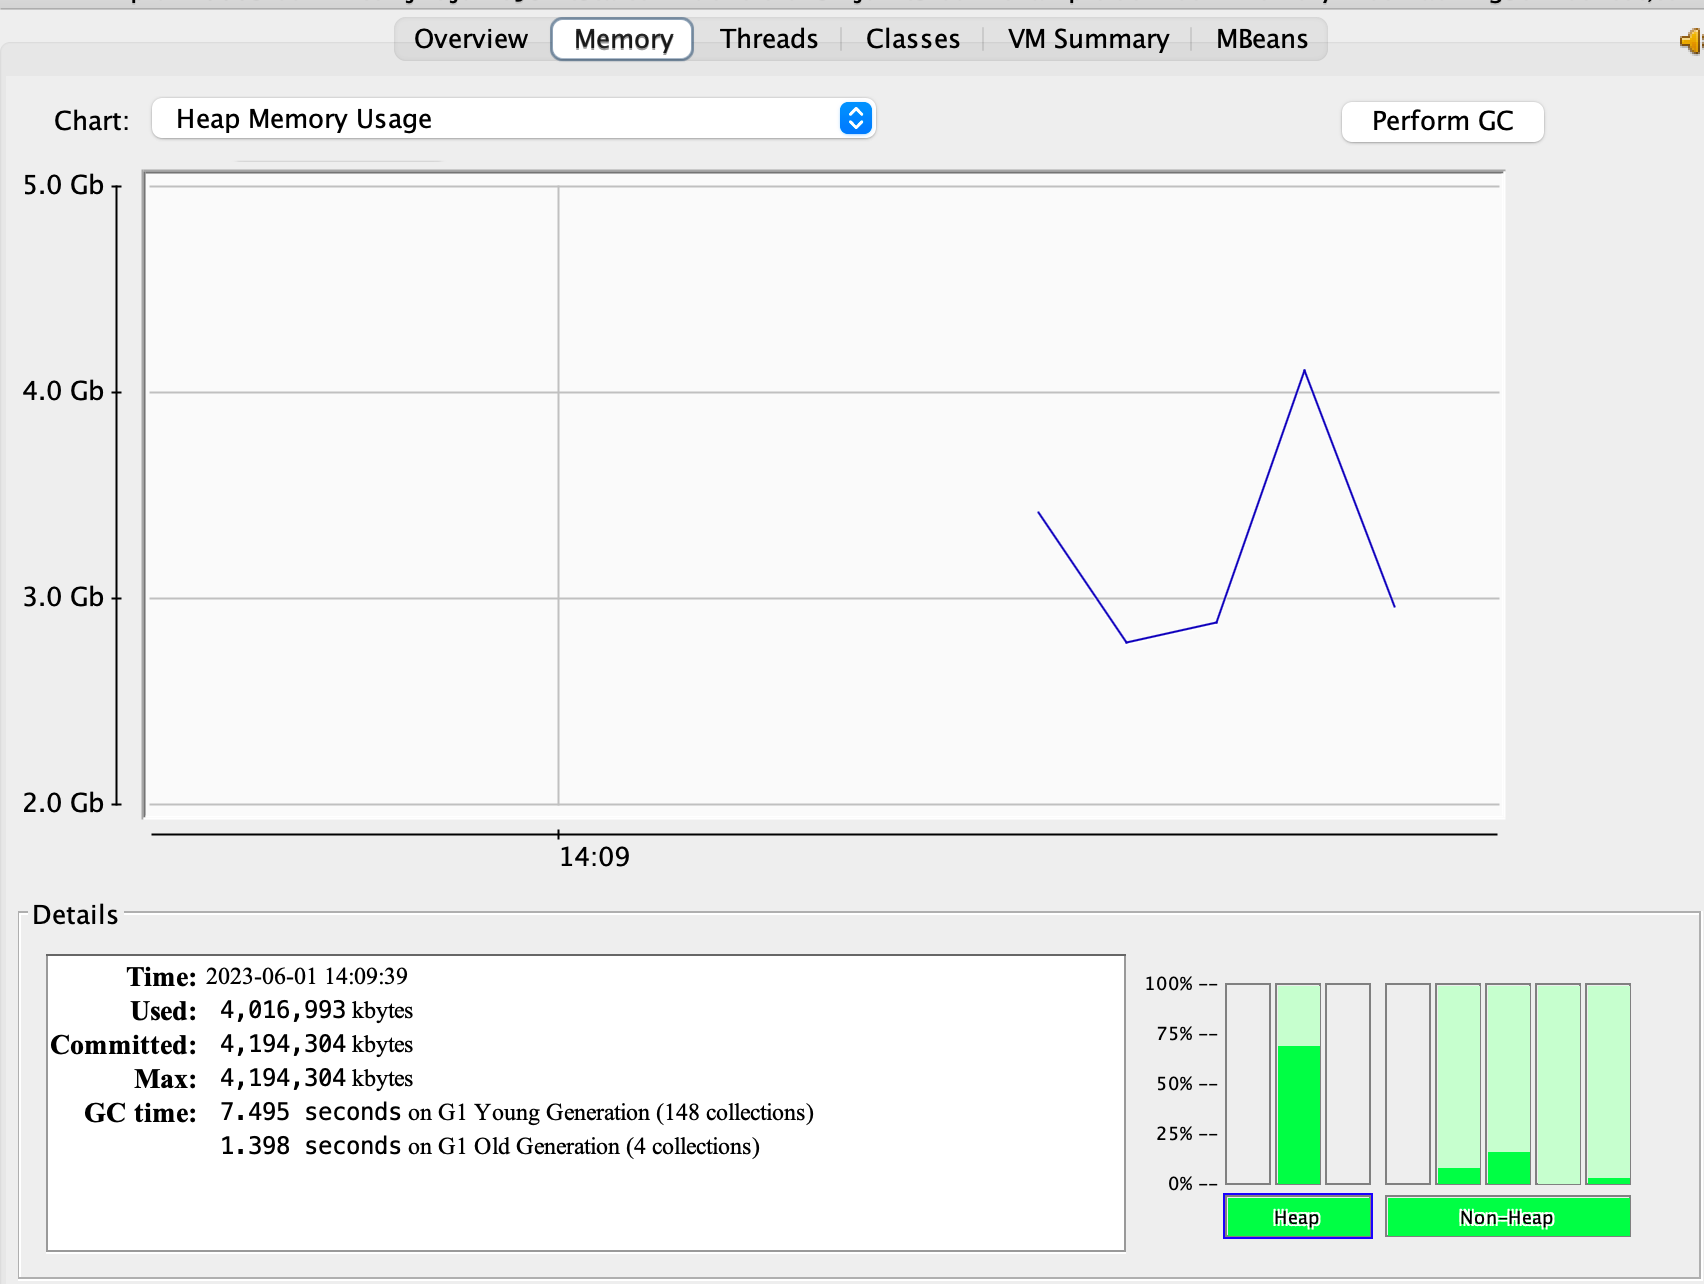 Overview Memory Threads Classes VM Summary MBeans
Chart: Heap Memory Usage Perform GC
5.0 Gb
4.0 Gb
3.0 Gb
2.0 Gb
14:09
Details
Time: 2023-06-01 14:09:39
Used: 4,016,993 kbytes
Committed: 4,194,304 kbytes
Max: 4,194,304 kbytes
GC time: 7.495 seconds on G1 Young Generation (148 collections)
1.398 seconds on G1 Old Generation (4 collections)
100% --
75% --
50% --
25% --
0% --
Heap Non-Heap